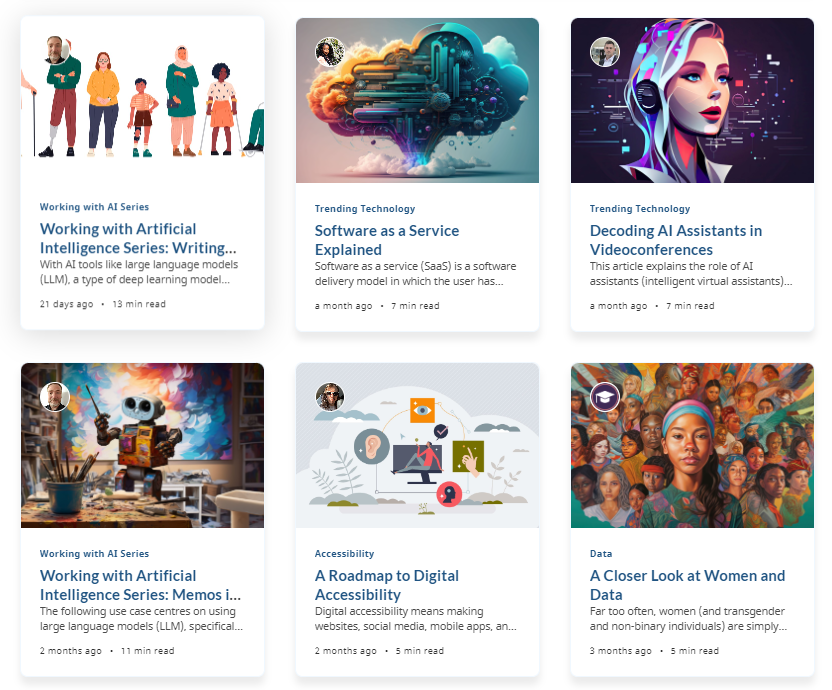 Working with AI Series
Working with Artificial
Intelligence Series: Writing...
With AI tools like large language models
(LLM), a type of deep learning model...
21 days ago • 13 min read
Trending Technology
Software as a Service
Explained
Software as a service (SaaS) is a software
delivery model in which the user has...
a month ago • 7 min read
Trending Technology
Decoding AI Assistants in
Videoconferences
This article explains the role of AI
assistants (intelligent virtual assistants)...
a month ago • 7 min read
Working with AI Series
Working with Artificial
Intelligence Series: Memos i...
The following use case centres on using
large language models (LLM), specifical...
2 months ago • 11 min read
Accessibility
A Roadmap to Digital
Accessibility
Digital accessibility means making
websites, social media, mobile apps, an...
2 months ago • 5 min read
Data
A Closer Look at Women and
Data
Far too often, women (and transgender
and non-binary individuals) are simply...
3 months ago • 5 min read